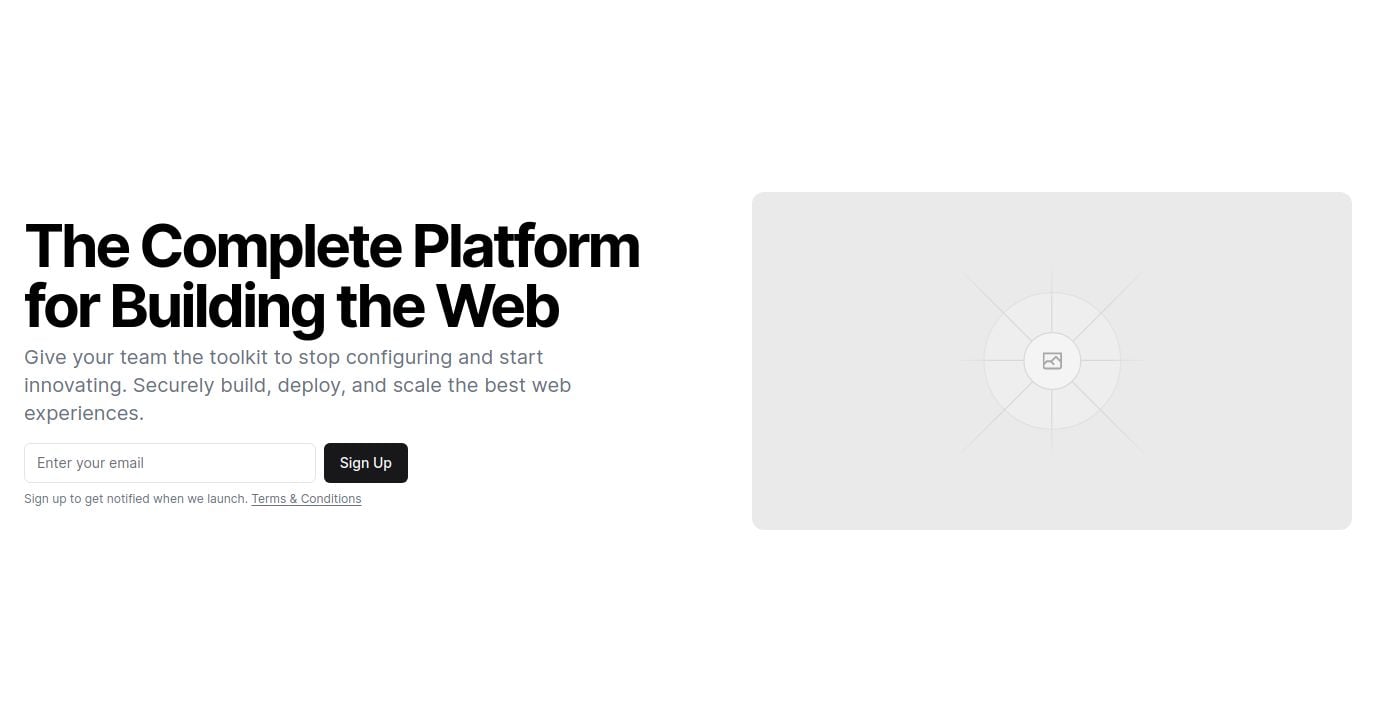 The Complete Platform
for Building the Web
Give your team the toolkit to stop configuring and start
innovating. Securely build, deploy, and scale the best web
experiences.
Enter your email
Sign Up
Sign up to get notified when we launch. Terms & Conditions